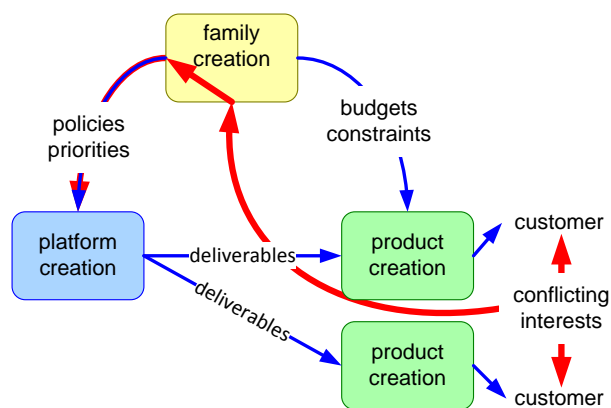 family
creation
policies
priorities
budgets
constraints
platform
creation
deliverables
product
creation
customer
deliverables
conflicting
interests
product
creation
customer